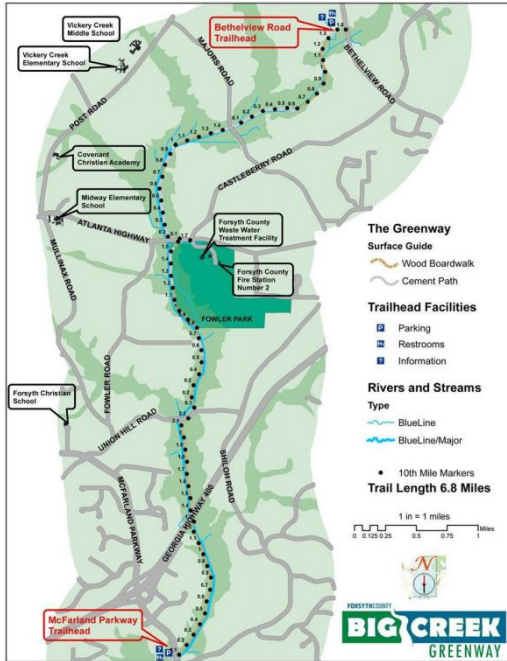 Vickery Creek
Middle School
Vickery Creek
Elementary School
Bethelview Road
Trailhead
POST ROAD
MAJORS ROAD
BETHELVIEW ROAD
Covenant
Christian Academy
CASTLEBERRY ROAD
Midway Elementary
School
ATLANTA HIGHWAY
MULLINAX ROAD
Forsyth County
Waste Water
Treatment Facility
Forsyth County
Fire Station
Number 2
FOWLER PARK
FOWLER ROAD
Forsyth Christian
School
UNION HILL ROAD
MCFARLAND PARKWAY
GEORGIA HIGHWAY 400
SHILOH ROAD
McFarland Parkway
Trailhead
The Greenway
Surface Guide
Wood Boardwalk
Cement Path
Trailhead Facilities
P Parking
Restrooms
? Information
Rivers and Streams
Type
BlueLine
BlueLine/Major
10th Mile Markers
Trail Length 6.8 Miles
1 in = 1 miles
Miles
0 0.125 0.25 0.5 0.75 1
N
FORSYTHCOUNTY
BIG CREEK
GREENWAY